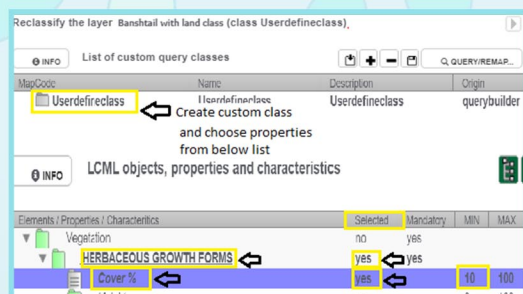 Reclassify the layer Banshtail with land class (class Userdefineclass).
INFO List of custom query classes QUERY/REMAP...
MapCode Name Description Origin
Userdefireclass Userdefineclass Userdefineclass querybuilder
Create custom class
and choose properties
from below list
INFO LCML objects, properties and characteristics
Elements / Properties / Characteritics Selected Mandatory MIN MAX
Vegetation no yes
HERBACEOUS GROWTH FORMS yes yes
Cover % yes 10 100